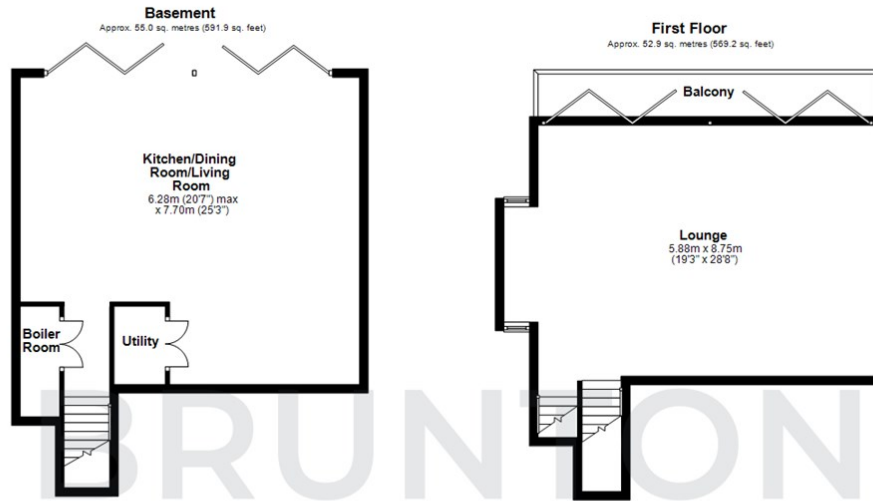 Basement
Approx. 55.0 sq. metres (591.9 sq. feet)
Kitchen/Dining
Room/Living
Room
6.28m (20'7") max
x 7.70m (25'3")
Boiler
Room
Utility
First Floor
Approx. 52.9 sq. metres (569.2 sq. feet)
Balcony
Lounge
5.88m x 8.75m
(19'3" x 28'8")
BRUNTON